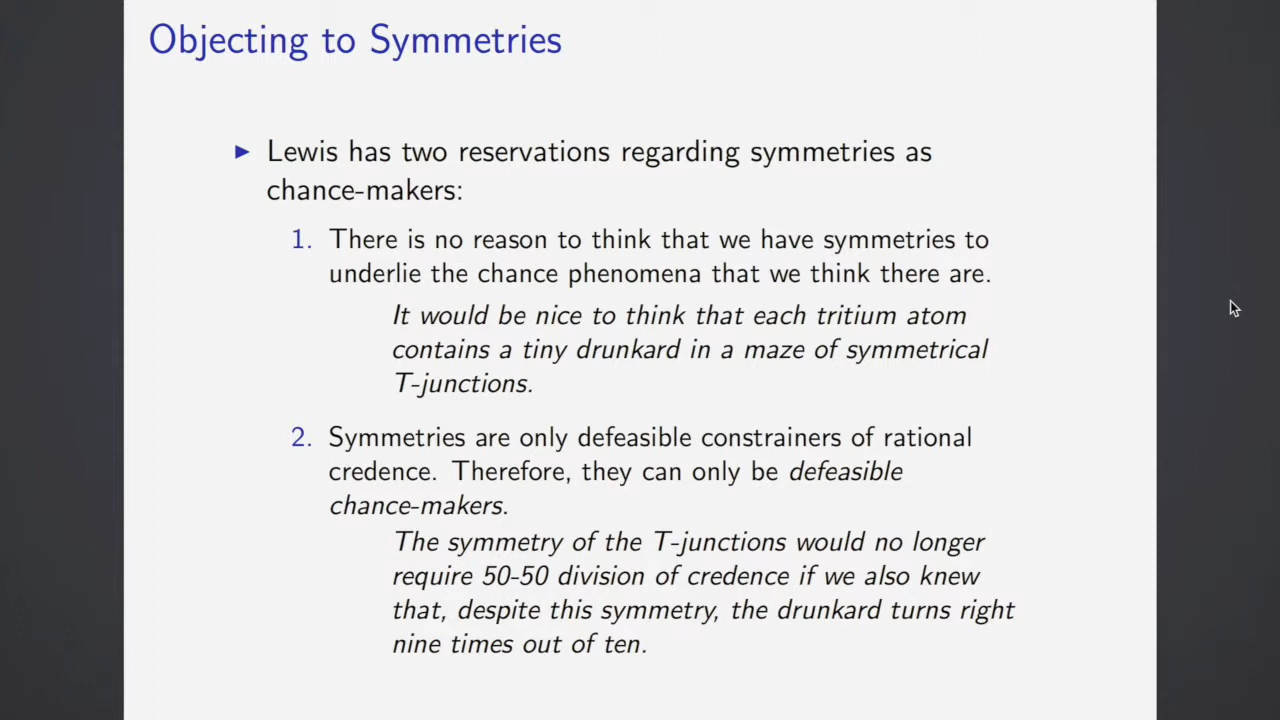 Objecting to Symmetries
▶ Lewis has two reservations regarding symmetries as
chance-makers:
1. There is no reason to think that we have symmetries to
underlie the chance phenomena that we think there are.
It would be nice to think that each tritium atom
contains a tiny drunkard in a maze of symmetrical
T-junctions.
2. Symmetries are only defeasible constrainers of rational
credence. Therefore, they can only be defeasible
chance-makers.
The symmetry of the T-junctions would no longer
require 50-50 division of credence if we also knew
that, despite this symmetry, the drunkard turns right
nine times out of ten.